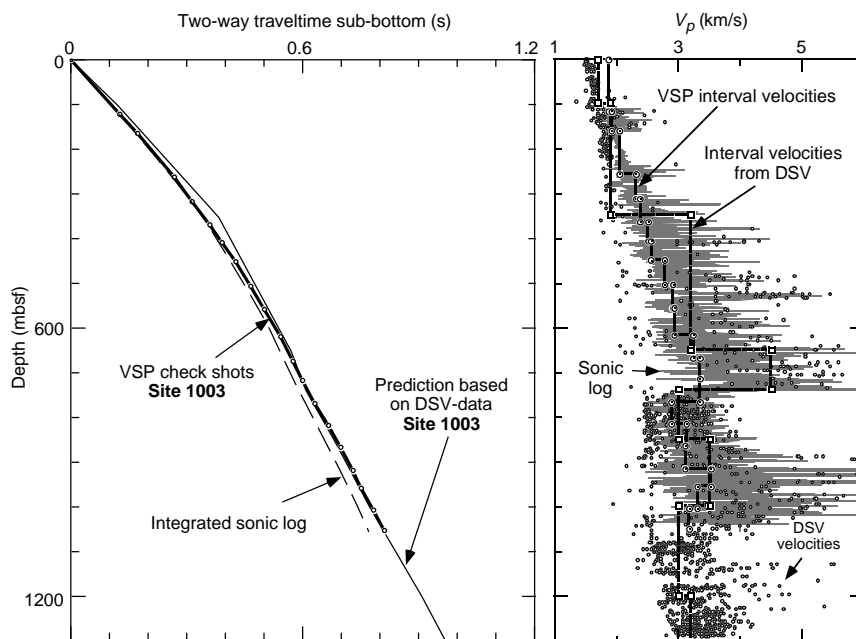 Two-way traveltime sub-bottom (s)
0 0.6 1.2
Vp (km/s)
1 3 5
0
600
1200
Depth (mbsf)
VSP check shots
Site 1003
Prediction based
on DSV-data
Site 1003
Integrated sonic log
VSP interval velocities
Interval velocities
from DSV
Sonic
log
DSV
velocities